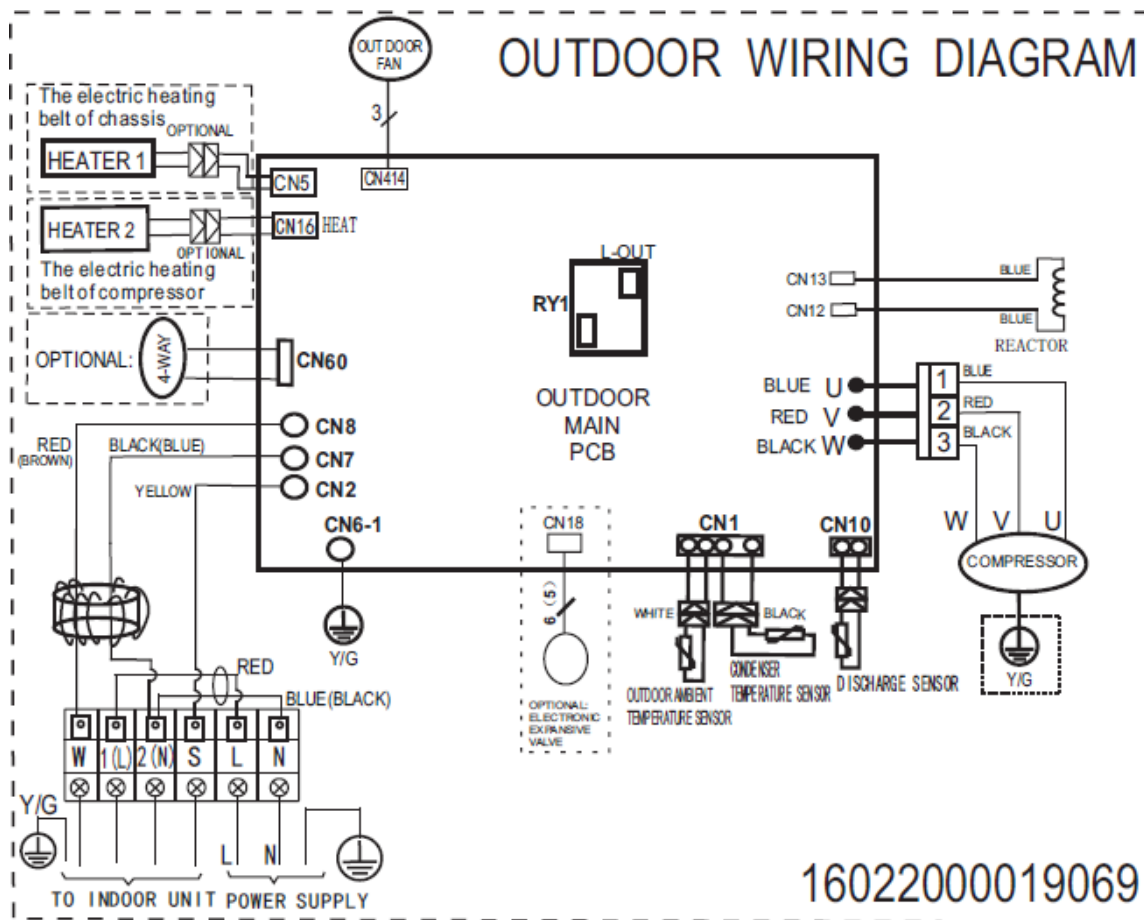 OUTDOOR WIRING DIAGRAM
OUTDOOR
FAN
3
The electric heating
belt of chassis
OPTIONAL
HEATER 1
CN5
CN414
HEATER 2
CN16 HEAT
OPTIONAL
The electric heating
belt of compressor
L-OUT
RY1
CN13
BLUE
CN12
BLUE
REACTOR
OPTIONAL:
4-WAY
CN60
OUTDOOR
MAIN
PCB
BLUE U
1
BLUE
RED V
2
RED
BLACK W
3
BLACK
RED
(BROWN)
BLACK(BLUE)
CN8
CN7
YELLOW
CN2
CN6-1
Y/G
CN18
6 (5)
OPTIONAL:
ELECTRONIC
EXPANSIVE
VALVE
CN1
CN10
WHITE
BLACK
OUTDOOR AMBIENT
TEMPERATURE SENSOR
CONDENSER
TEMPERATURE SENSOR
DISCHARGE SENSOR
W V U
COMPRESSOR
Y/G
RED
BLUE(BLACK)
W 1(L) 2(N) S L N
Y/G
L N
TO INDOOR UNIT POWER SUPPLY
16022000019069